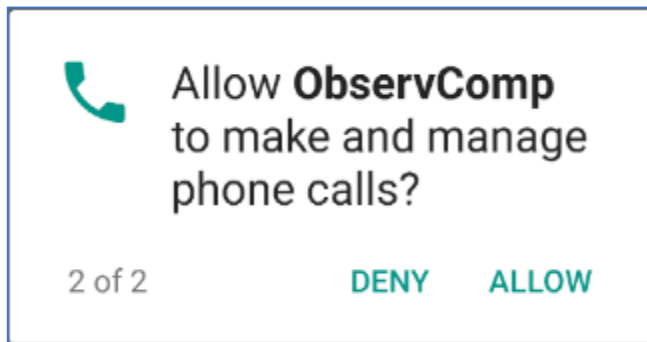 Allow ObservComp
to make and manage
phone calls?
2 of 2 DENY ALLOW